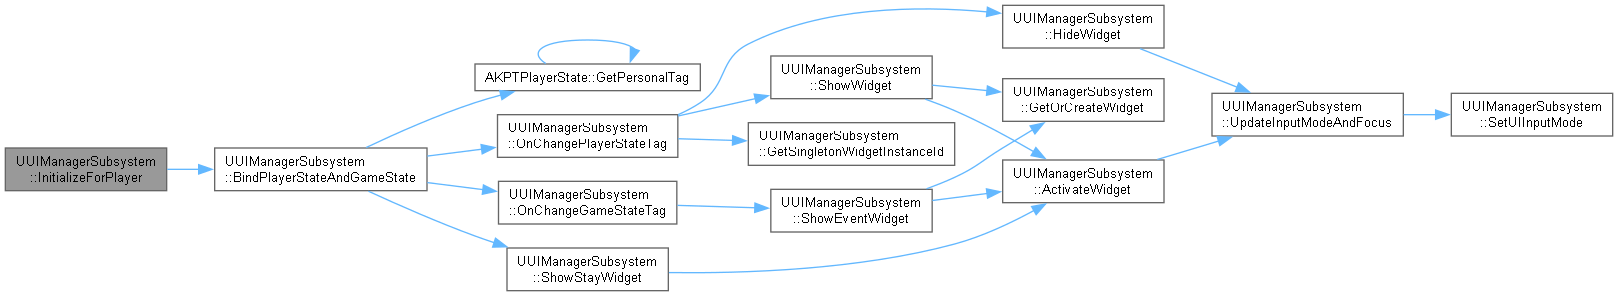 UUIManagerSubsystem
::InitializeForPlayer
UUIManagerSubsystem
::BindPlayerStateAndGameState
AKPTPlayerState::GetPersonalTag
UUIManagerSubsystem
::OnChangePlayerStateTag
UUIManagerSubsystem
::OnChangeGameStateTag
UUIManagerSubsystem
::ShowStayWidget
UUIManagerSubsystem
::ShowWidget
UUIManagerSubsystem
::GetSingletonWidgetInstanceId
UUIManagerSubsystem
::ShowEventWidget
UUIManagerSubsystem
::HideWidget
UUIManagerSubsystem
::GetOrCreateWidget
UUIManagerSubsystem
::ActivateWidget
UUIManagerSubsystem
::UpdateInputModeAndFocus
UUIManagerSubsystem
::SetUIInputMode